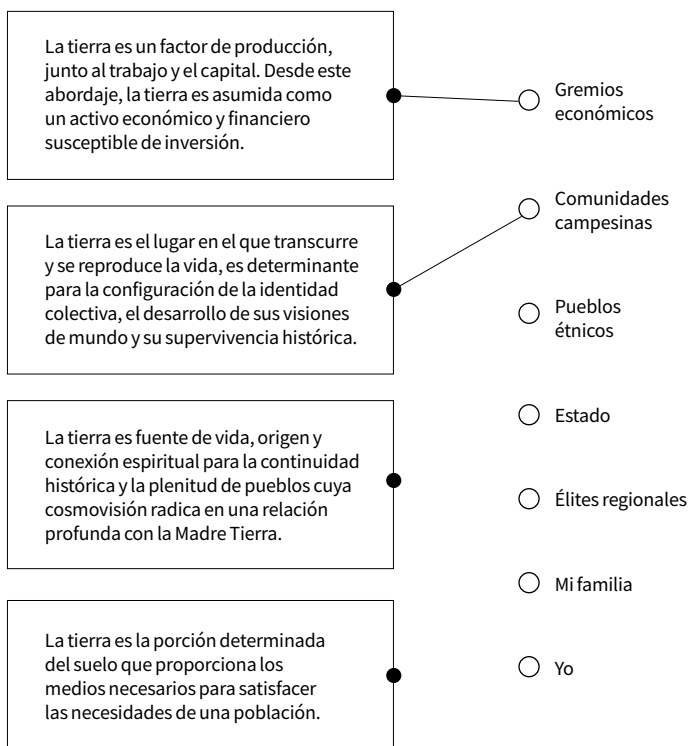 La tierra es un factor de producción,
junto al trabajo y el capital. Desde este
abordaje, la tierra es asumida como
un activo económico y financiero
susceptible de inversión.
La tierra es el lugar en el que transcurre
y se reproduce la vida, es determinante
para la configuración de la identidad
colectiva, el desarrollo de sus visiones
de mundo y su supervivencia histórica.
La tierra es fuente de vida, origen y
conexión espiritual para la continuidad
histórica y la plenitud de pueblos cuya
cosmovisión radica en una relación
profunda con la Madre Tierra.
La tierra es la porción determinada
del suelo que proporciona los
medios necesarios para satisfacer
las necesidades de una población.
Gremios
económicos
Comunidades
campesinas
Pueblos
étnicos
Estado
Élites regionales
Mi familia
Yo